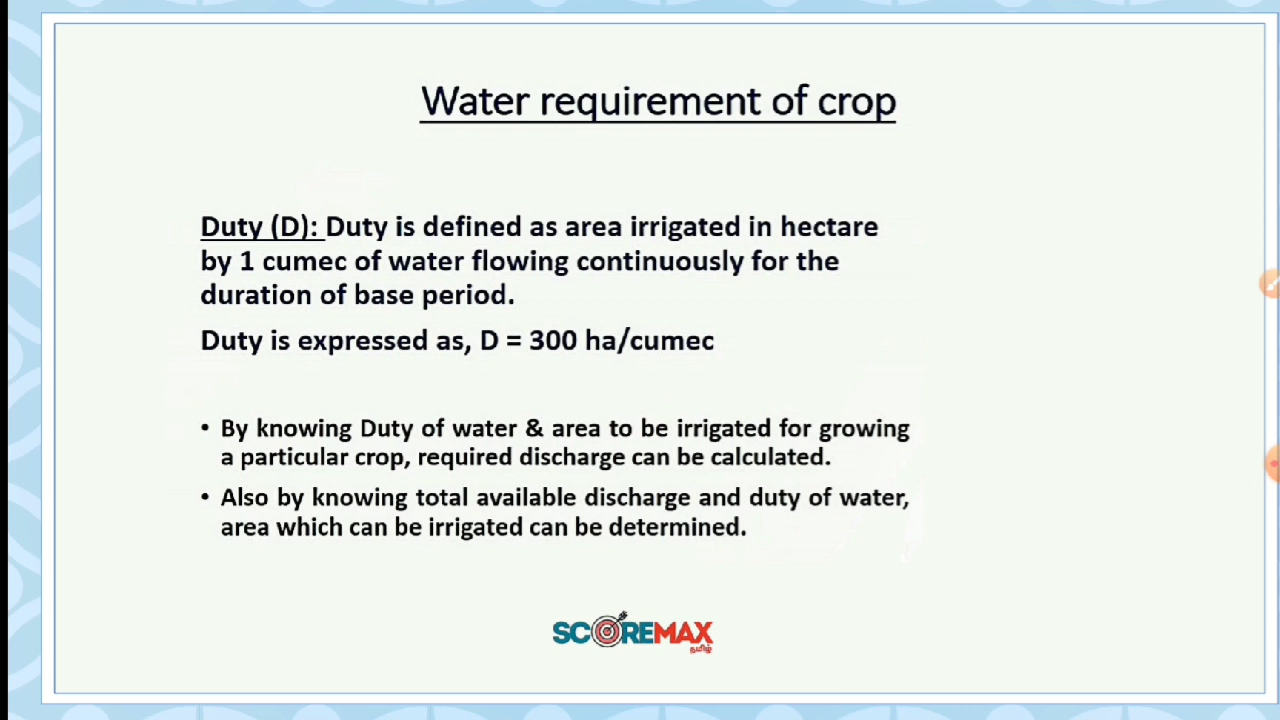 Water requirement of crop
Duty (D): Duty is defined as area irrigated in hectare
by 1 cumec of water flowing continuously for the
duration of base period.
Duty is expressed as, D = 300 ha/cumec
• By knowing Duty of water & area to be irrigated for growing
a particular crop, required discharge can be calculated.
• Also by knowing total available discharge and duty of water,
area which can be irrigated can be determined.
SCOREMAX
தமிழ்